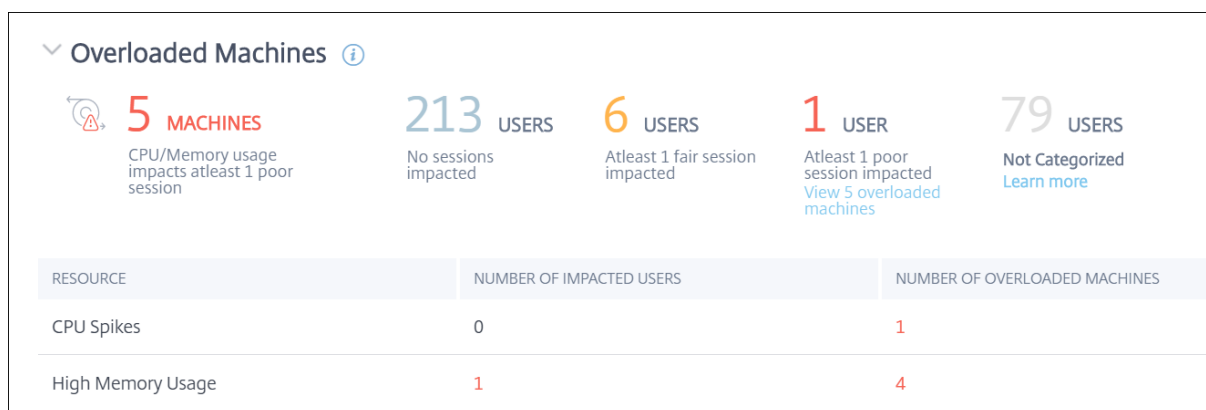 Overloaded Machines
5 MACHINES
CPU/Memory usage
impacts atleast 1 poor
session
213 USERS
No sessions
impacted
6 USERS
Atleast 1 fair session
impacted
1 USER
Atleast 1 poor
session impacted
View 5 overloaded
machines
79 USERS
Not Categorized
Learn more
RESOURCE NUMBER OF IMPACTED USERS NUMBER OF OVERLOADED MACHINES
CPU Spikes 0 1
High Memory Usage 1 4